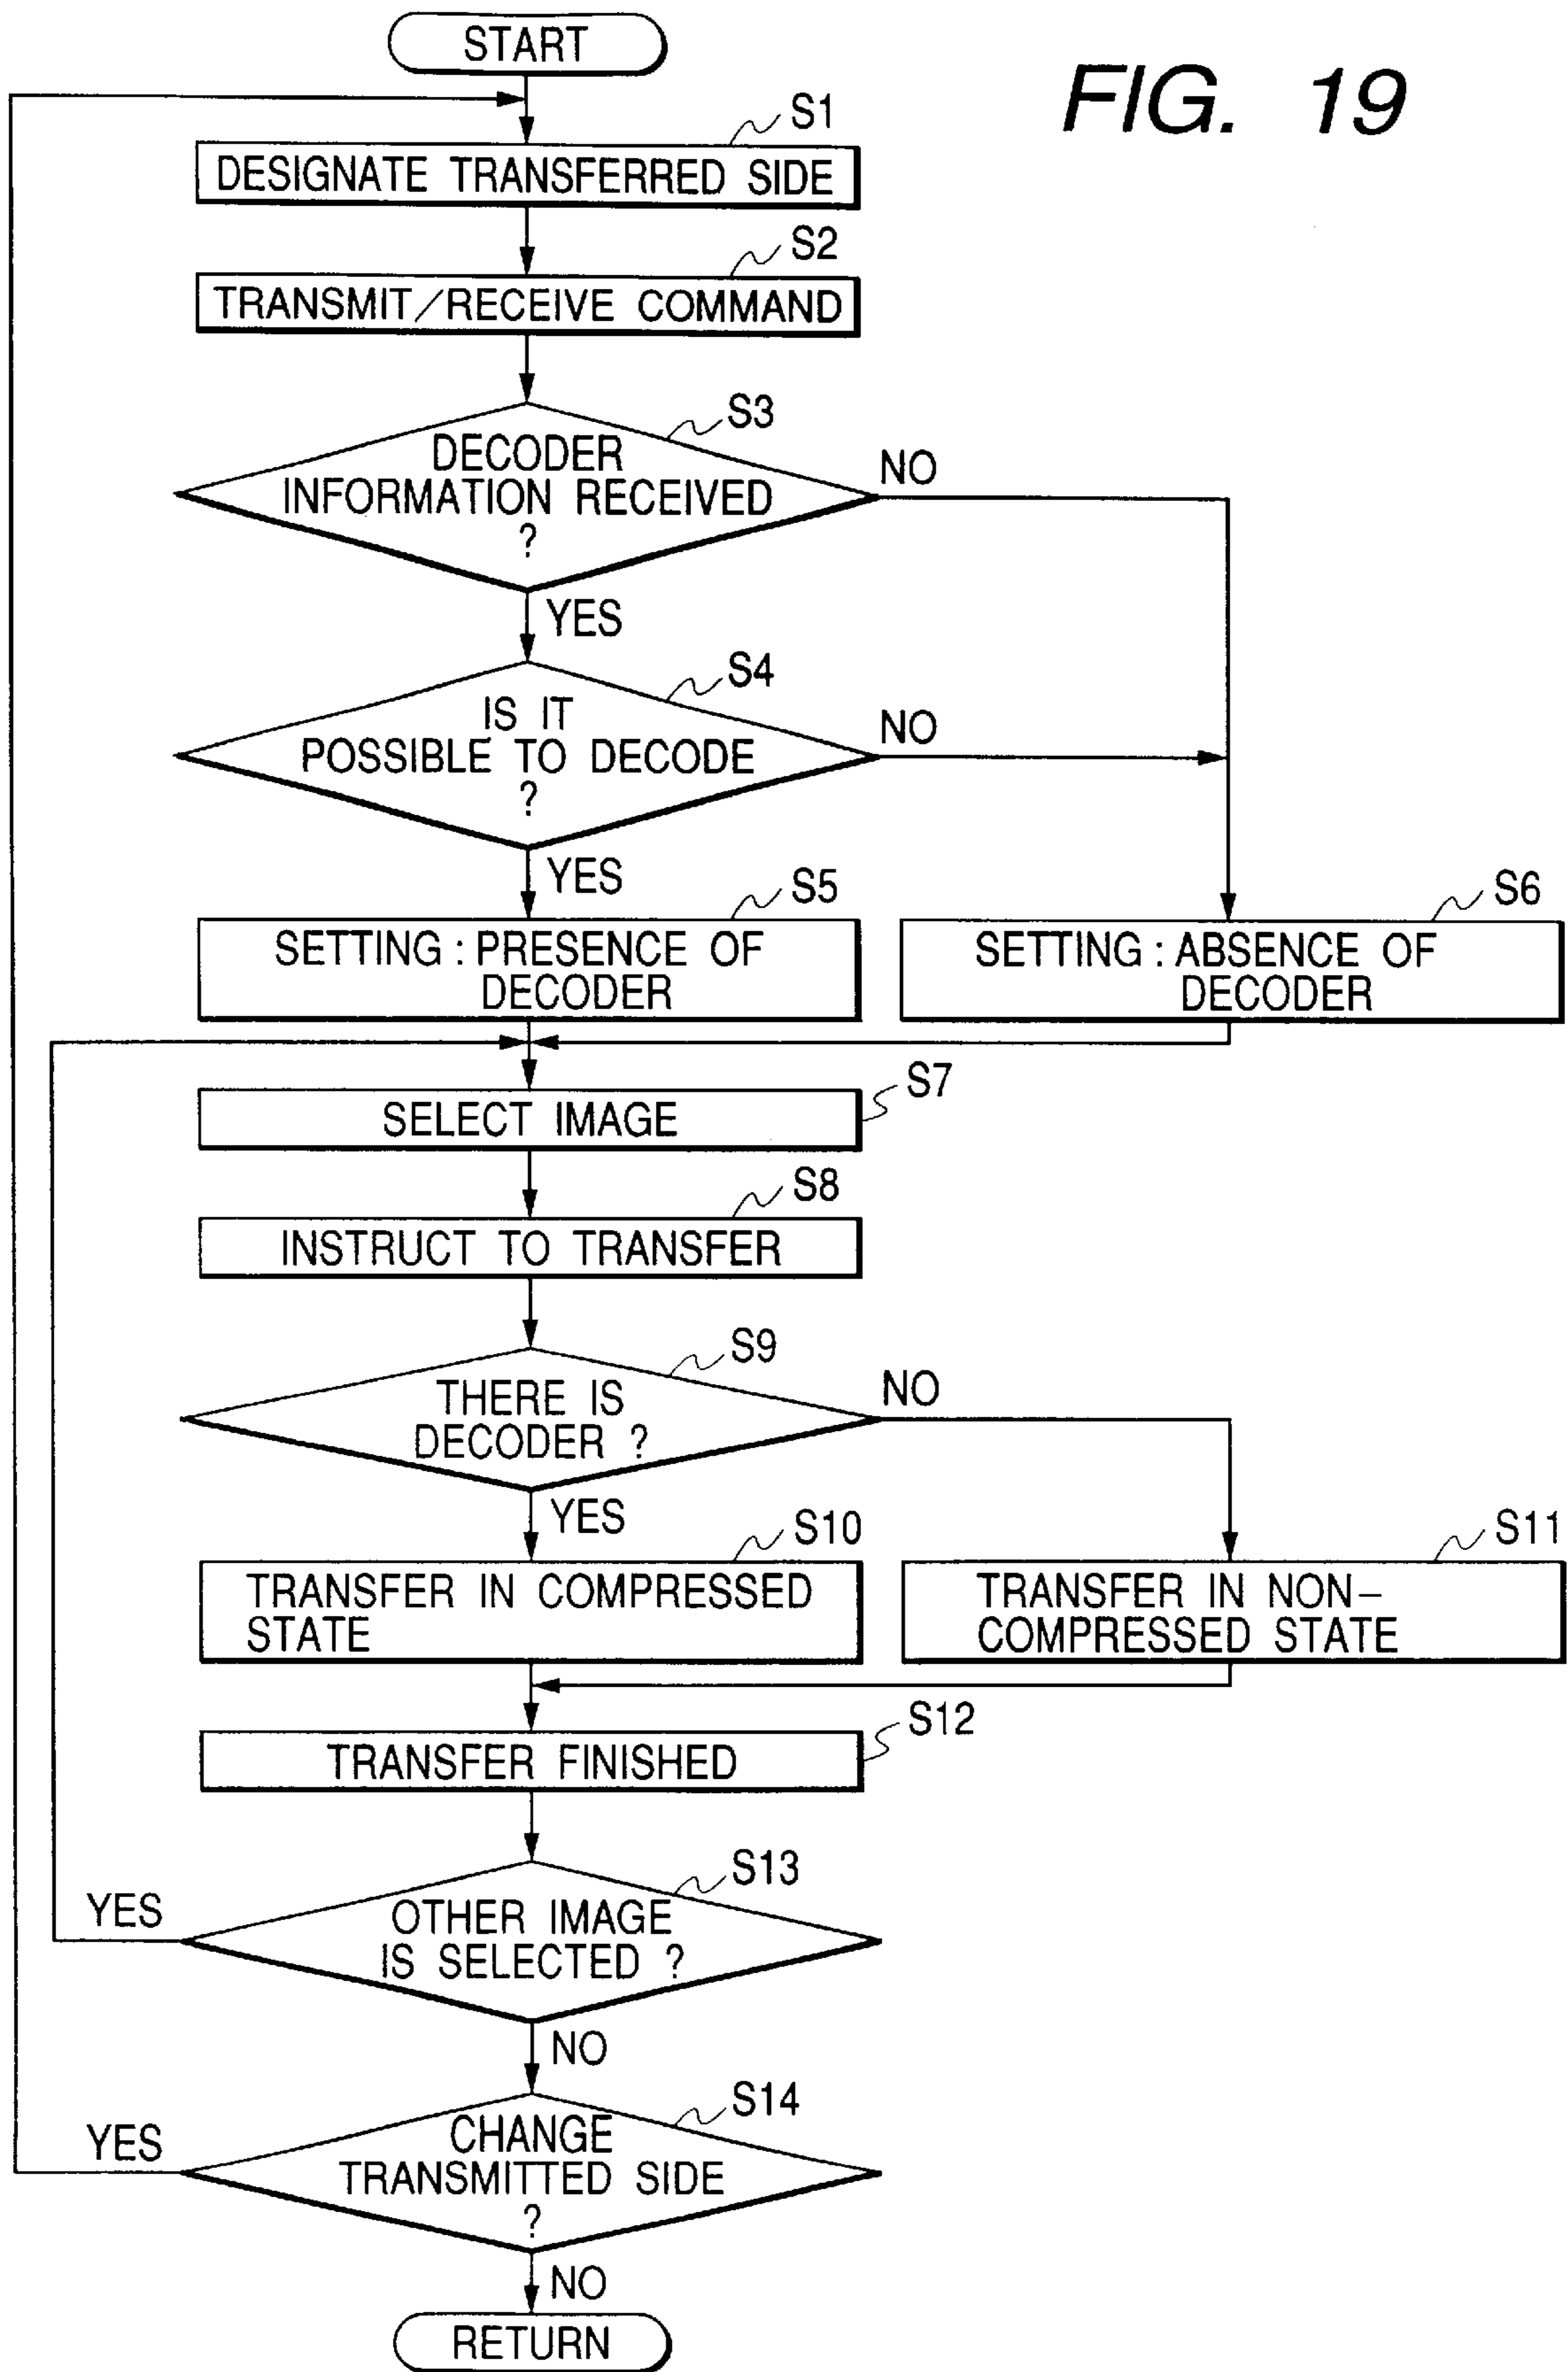 START
FIG. 19
S1
DESIGNATE TRANSFERRED SIDE
S2
TRANSMIT/RECEIVE COMMAND
S3
DECODER
INFORMATION RECEIVED
?
NO
YES
S4
IS IT
POSSIBLE TO DECODE
?
NO
YES
S5
SETTING : PRESENCE OF
DECODER
S6
SETTING : ABSENCE OF
DECODER
S7
SELECT IMAGE
S8
INSTRUCT TO TRANSFER
S9
THERE IS
DECODER ?
NO
YES
S10
TRANSFER IN COMPRESSED
STATE
S11
TRANSFER IN NON-
COMPRESSED STATE
S12
TRANSFER FINISHED
S13
OTHER IMAGE
IS SELECTED ?
YES
NO
S14
CHANGE
TRANSMITTED SIDE
?
YES
NO
RETURN